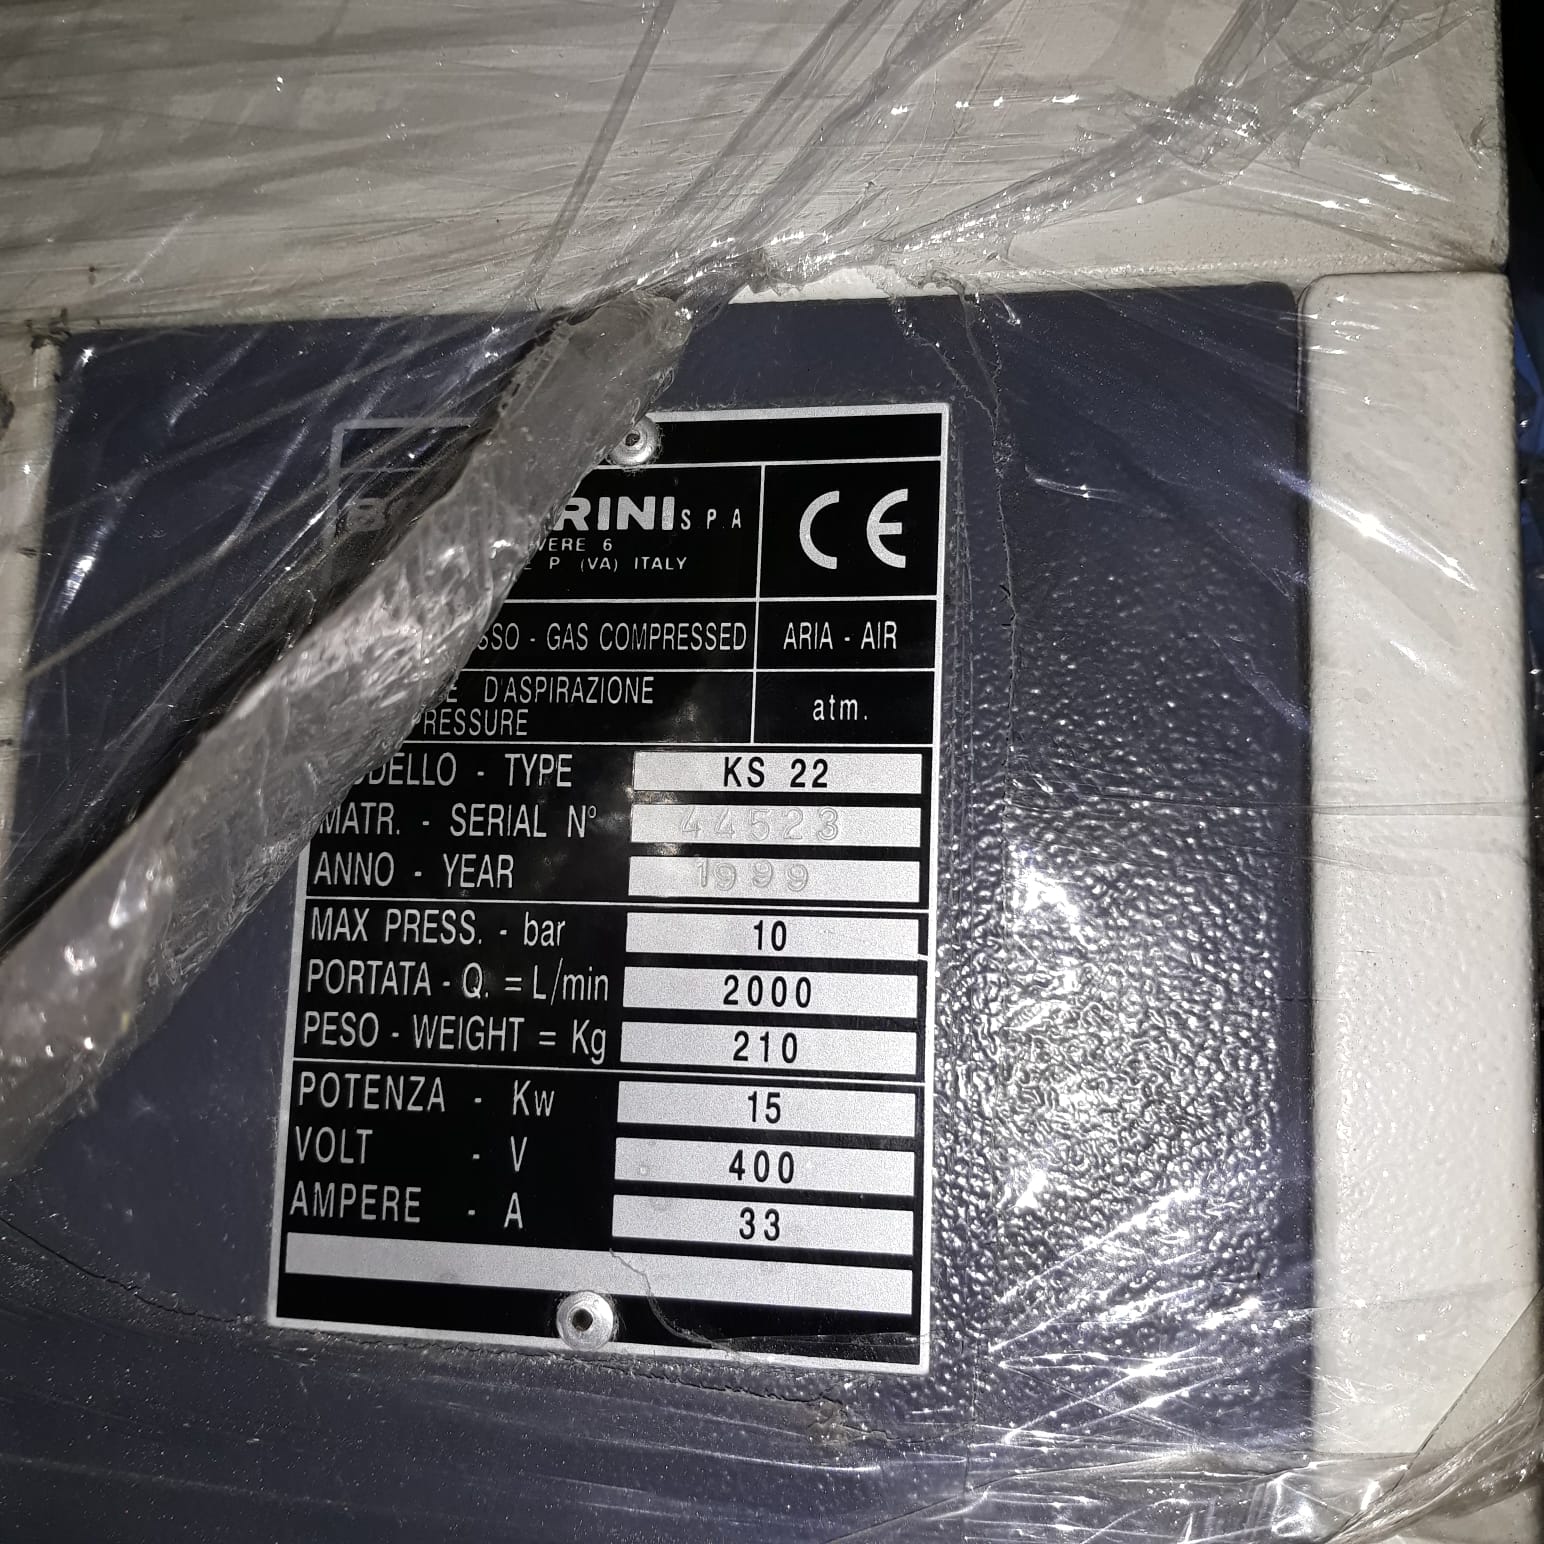 RINI S P A
VERE 6
P (VA) ITALY
CE
SSO - GAS COMPRESSED ARIA - AIR
E D'ASPIRAZIONE
PRESSURE atm.
DELLO - TYPE KS 22
MATR. - SERIAL N° 44523
ANNO - YEAR 1999
MAX PRESS. - bar 10
PORTATA - Q. = L/min 2000
PESO - WEIGHT = Kg 210
POTENZA - Kw 15
VOLT - V 400
AMPERE - A 33